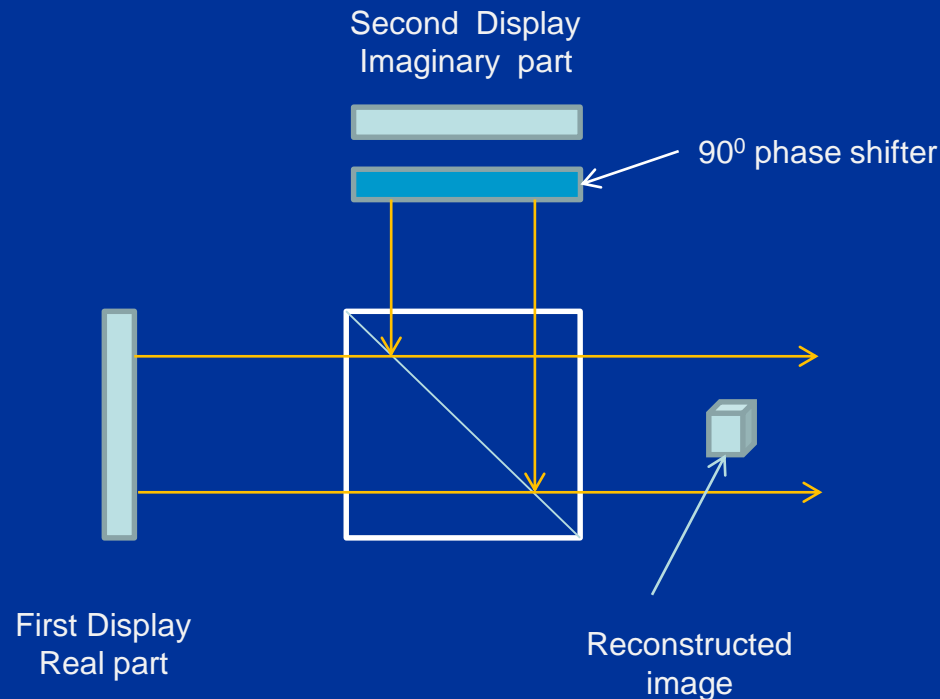 Second Display
Imaginary part
90⁰ phase shifter
First Display
Real part
Reconstructed
image